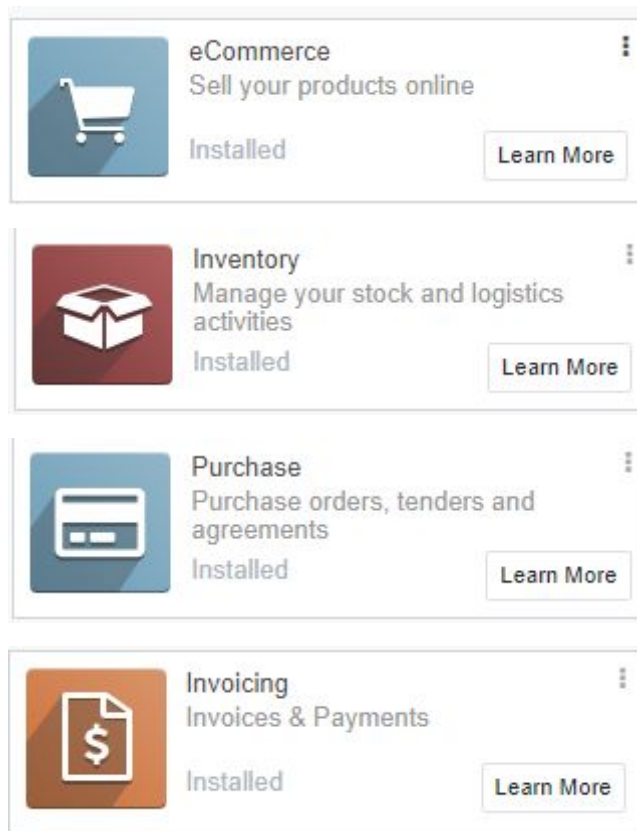 eCommerce
Sell your products online
Installed
Learn More
Inventory
Manage your stock and logistics
activities
Installed
Learn More
Purchase
Purchase orders, tenders and
agreements
Installed
Learn More
Invoicing
Invoices & Payments
$
Installed
Learn More